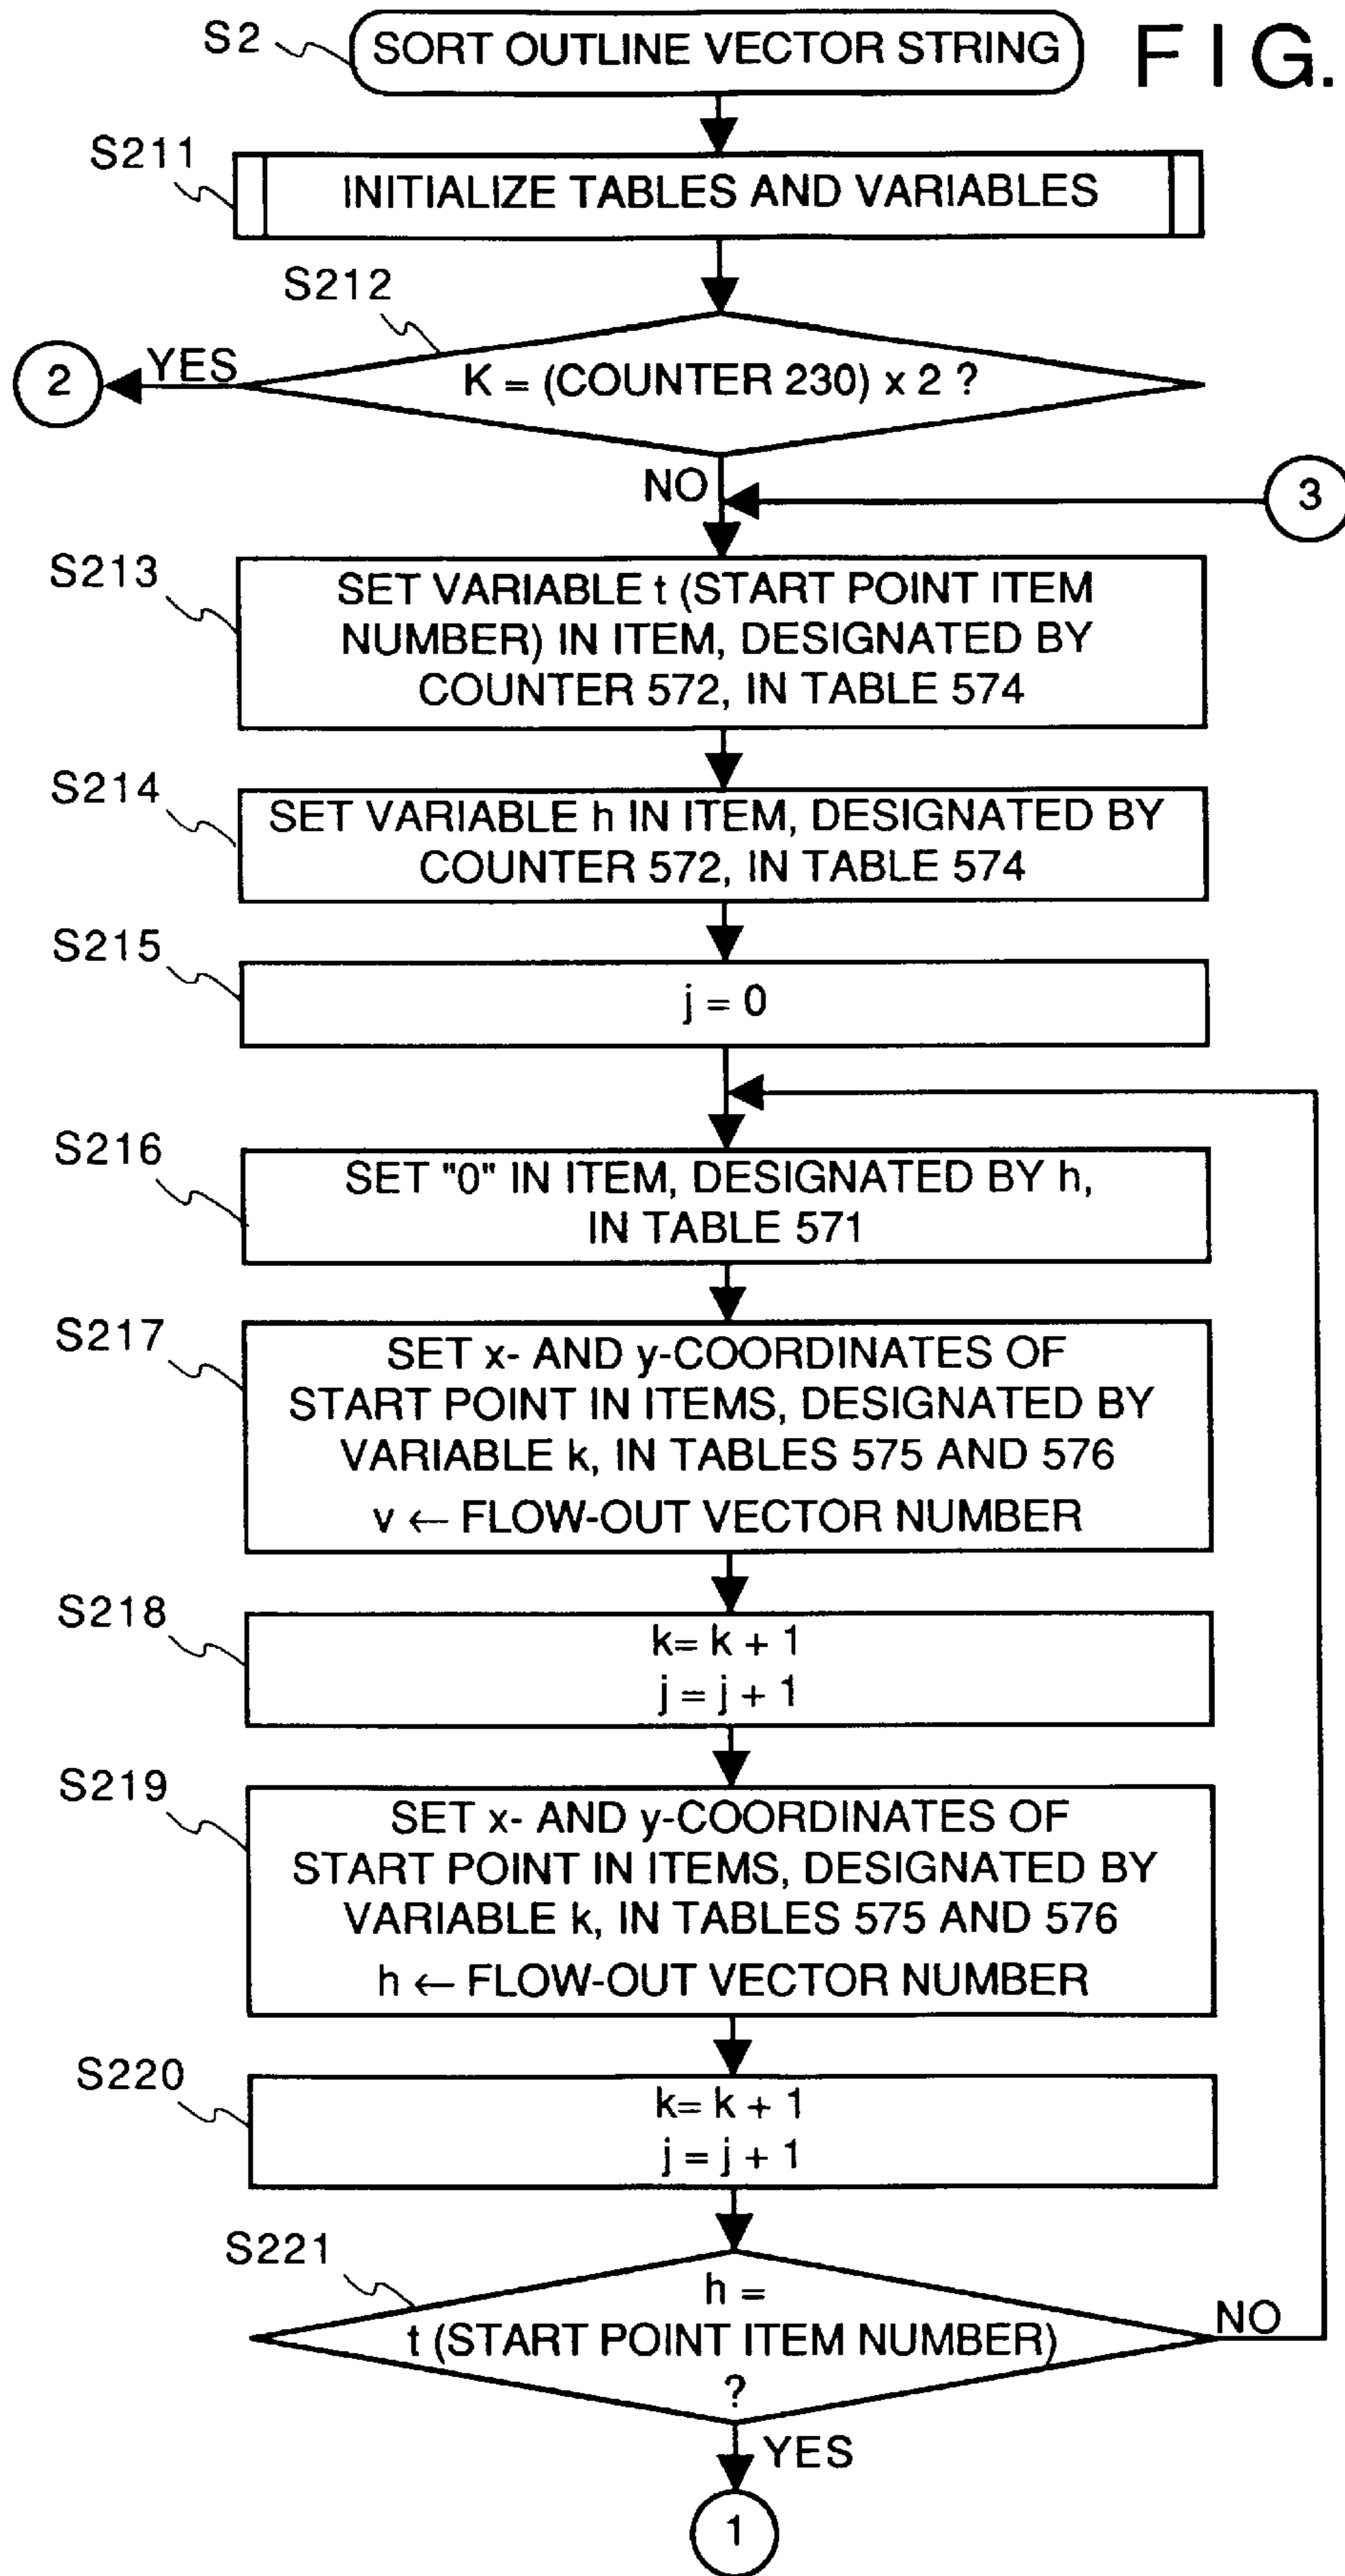 S2
SORT OUTLINE VECTOR STRING
FIG.
S211
INITIALIZE TABLES AND VARIABLES
S212
2
YES
K = (COUNTER 230) x 2 ?
NO
3
S213
SET VARIABLE t (START POINT ITEM
NUMBER) IN ITEM, DESIGNATED BY
COUNTER 572, IN TABLE 574
S214
SET VARIABLE h IN ITEM, DESIGNATED BY
COUNTER 572, IN TABLE 574
S215
j = 0
S216
SET "0" IN ITEM, DESIGNATED BY h,
IN TABLE 571
S217
SET x- AND y-COORDINATES OF
START POINT IN ITEMS, DESIGNATED BY
VARIABLE k, IN TABLES 575 AND 576
v ← FLOW-OUT VECTOR NUMBER
S218
k= k + 1
j = j + 1
S219
SET x- AND y-COORDINATES OF
START POINT IN ITEMS, DESIGNATED BY
VARIABLE k, IN TABLES 575 AND 576
h ← FLOW-OUT VECTOR NUMBER
S220
k= k + 1
j = j + 1
S221
h =
t (START POINT ITEM NUMBER)
?
NO
YES
1